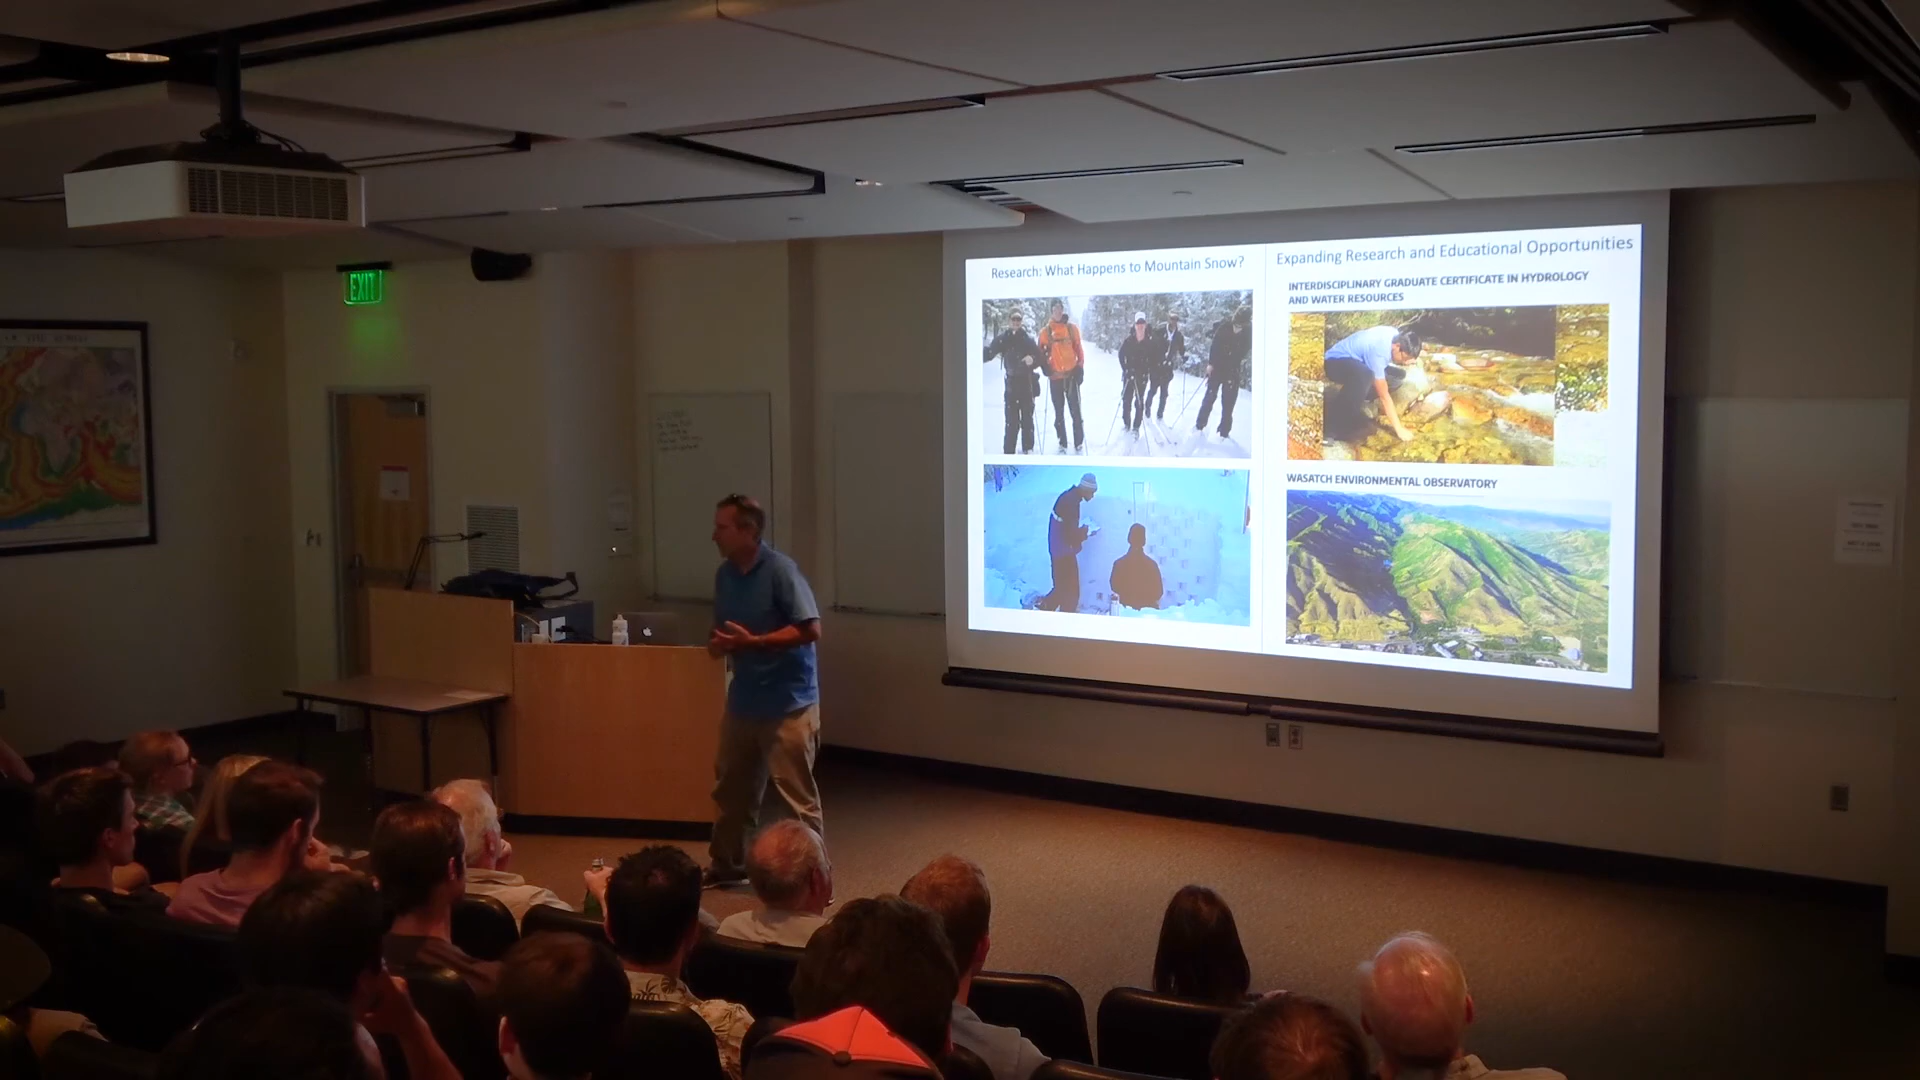 EXIT
Research: What Happens to Mountain Snow?
Expanding Research and Educational Opportunities
INTERDISCIPLINARY GRADUATE CERTIFICATE IN HYDROLOGY
AND WATER RESOURCES
WASATCH ENVIRONMENTAL OBSERVATORY